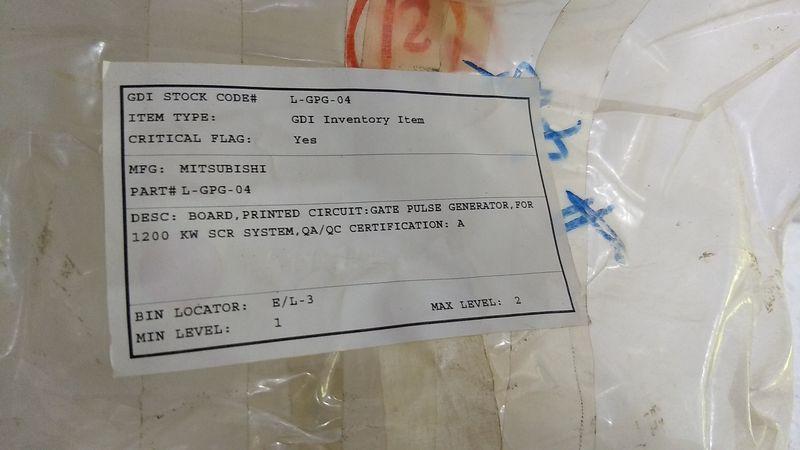 12
GDI STOCK CODE# L-GPG-04
ITEM TYPE: GDI Inventory Item
CRITICAL FLAG: Yes
MFG: MITSUBISHI
PART# L-GPG-04
DESC: BOARD,PRINTED CIRCUIT:GATE PULSE GENERATOR,FOR
1200 KW SCR SYSTEM,QA/QC CERTIFICATION: A
BIN LOCATOR: E/L-3
MIN LEVEL: 1 MAX LEVEL: 2